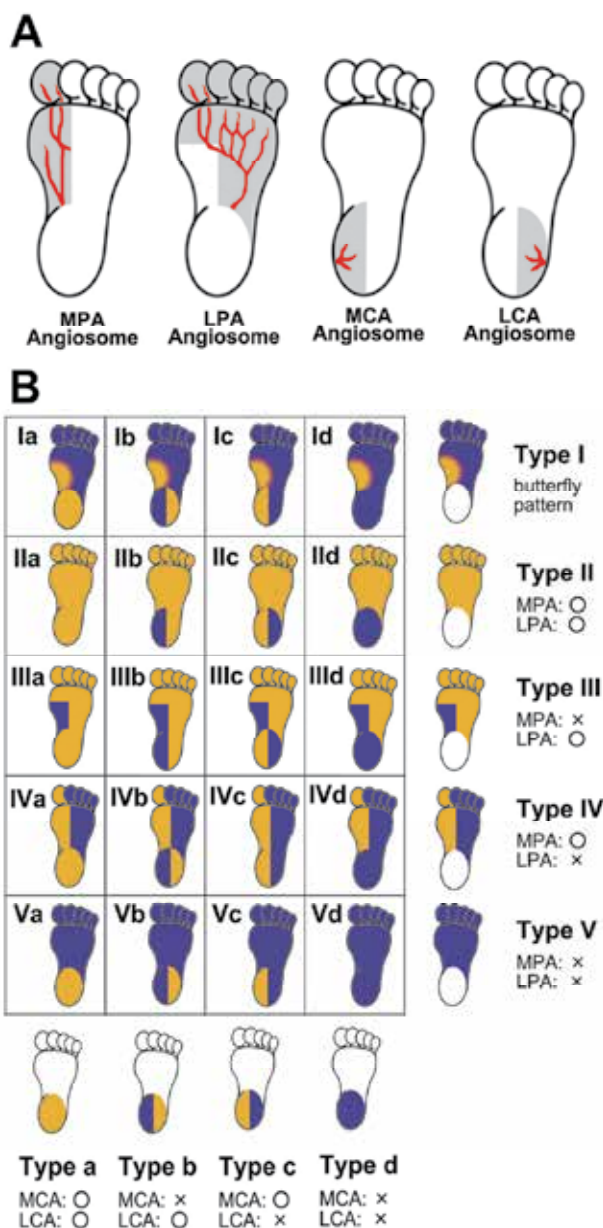 A
MPA
Angiosome
LPA
Angiosome
MCA
Angiosome
LCA
Angiosome
B
Ia
Ib
Ic
Id
Type I
butterfly
pattern
IIa
IIb
IIc
IId
Type II
MPA: O
LPA: O
IIIa
IIIb
IIIc
IIId
Type III
MPA: ×
LPA: O
IVa
IVb
IVc
IVd
Type IV
MPA: O
LPA: ×
Va
Vb
Vc
Vd
Type V
MPA: ×
LPA: ×
Type a
MCA: O
LCA: O
Type b
MCA: ×
LCA: O
Type c
MCA: O
LCA: ×
Type d
MCA: ×
LCA: ×